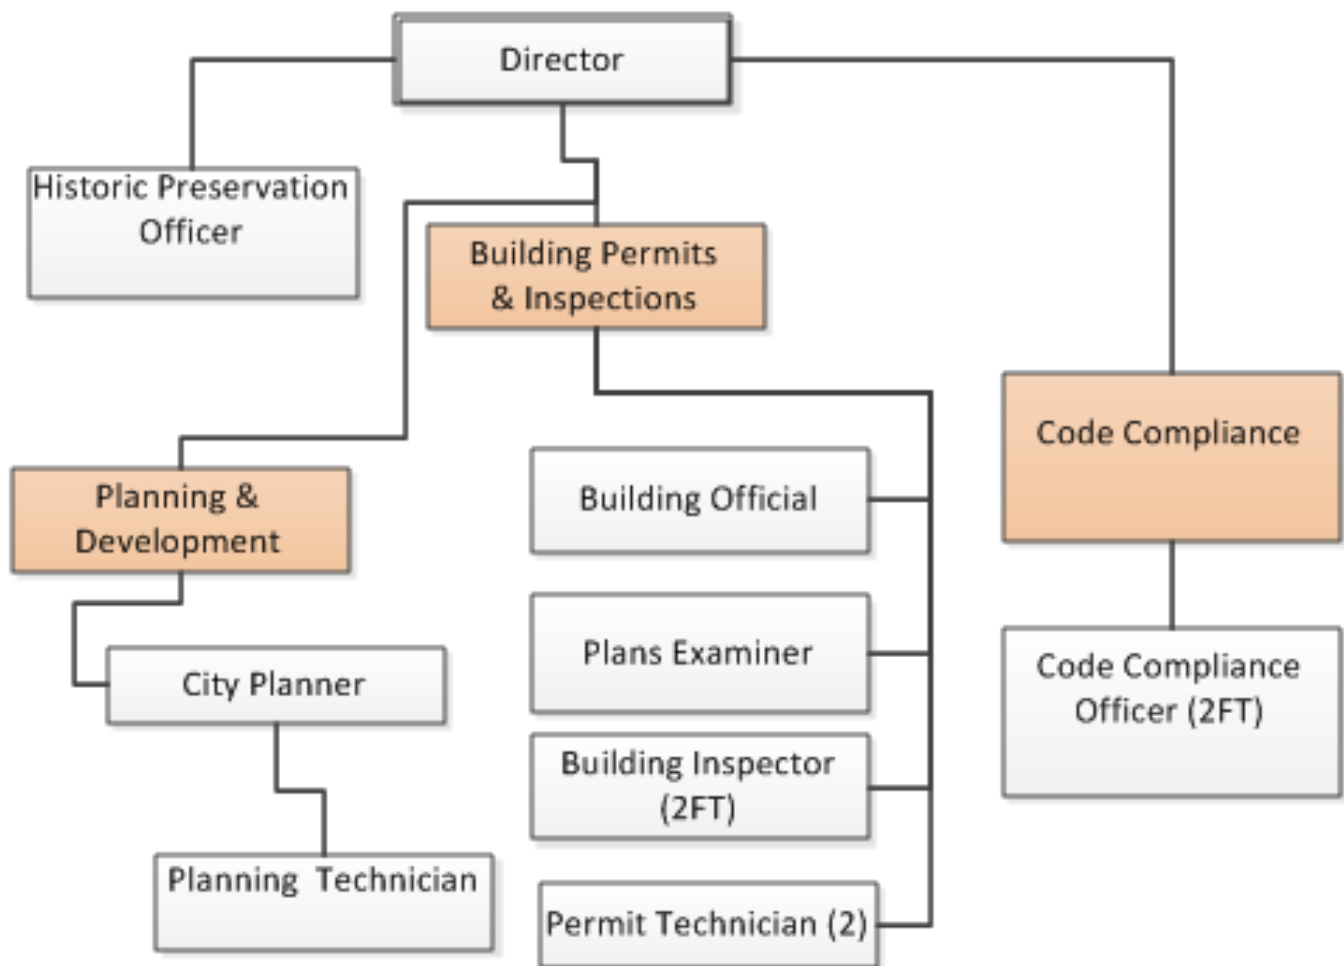 Director
Historic Preservation
Officer
Building Permits
& Inspections
Code Compliance
Planning &
Development
Building Official
Plans Examiner
City Planner
Code Compliance
Officer (2FT)
Building Inspector
(2FT)
Planning  Technician
Permit Technician (2)